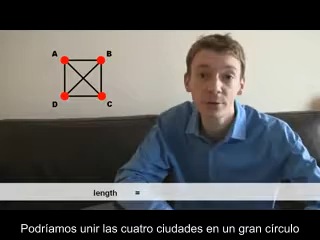 A B
D C
length =
Podríamos unir las cuatro ciudades en un gran círculo